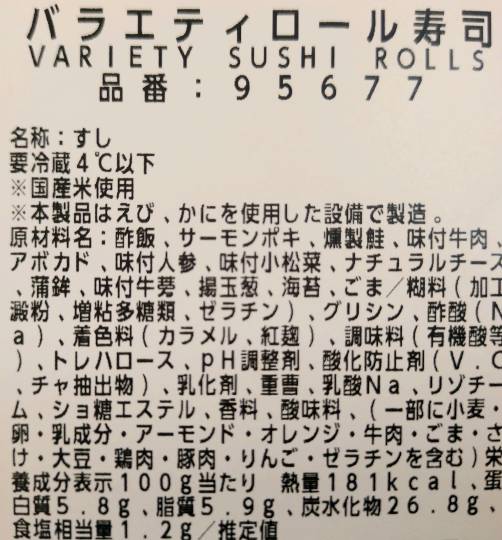 バラエティロール寿司
VARIETY SUSHI ROLLS
品番：95677
名称：すし
要冷蔵4℃以下
※国産米使用
※本製品はえび、かにを使用した設備で製造。
原材料名：酢飯、サーモンポキ、燻製鮭、味付牛肉、
アボカド、味付人参、味付小松菜、ナチュラルチーズ
、蒲鉾、味付牛蒡、揚玉葱、海苔、ごま／糊料(加工
澱粉、増粘多糖類、ゼラチン)、グリシン、酢酸(N
a)、着色料(カラメル、紅麹)、調味料(有機酸等
)、トレハロース、pH調整剤、酸化防止剤(V.C
、チャ抽出物)、乳化剤、重曹、乳酸Na、リゾチー
ム、ショ糖エステル、香料、酸味料、(一部に小麦・
卵・乳成分・アーモンド・オレンジ・牛肉・ごま・さ
け・大豆・鶏肉・豚肉・りんご・ゼラチンを含む)栄
養成分表示100g当たり 熱量181kcal、蛋
白質5.8g、脂質5.9g、炭水化物26.8g、
食塩相当量1.2g／推定値